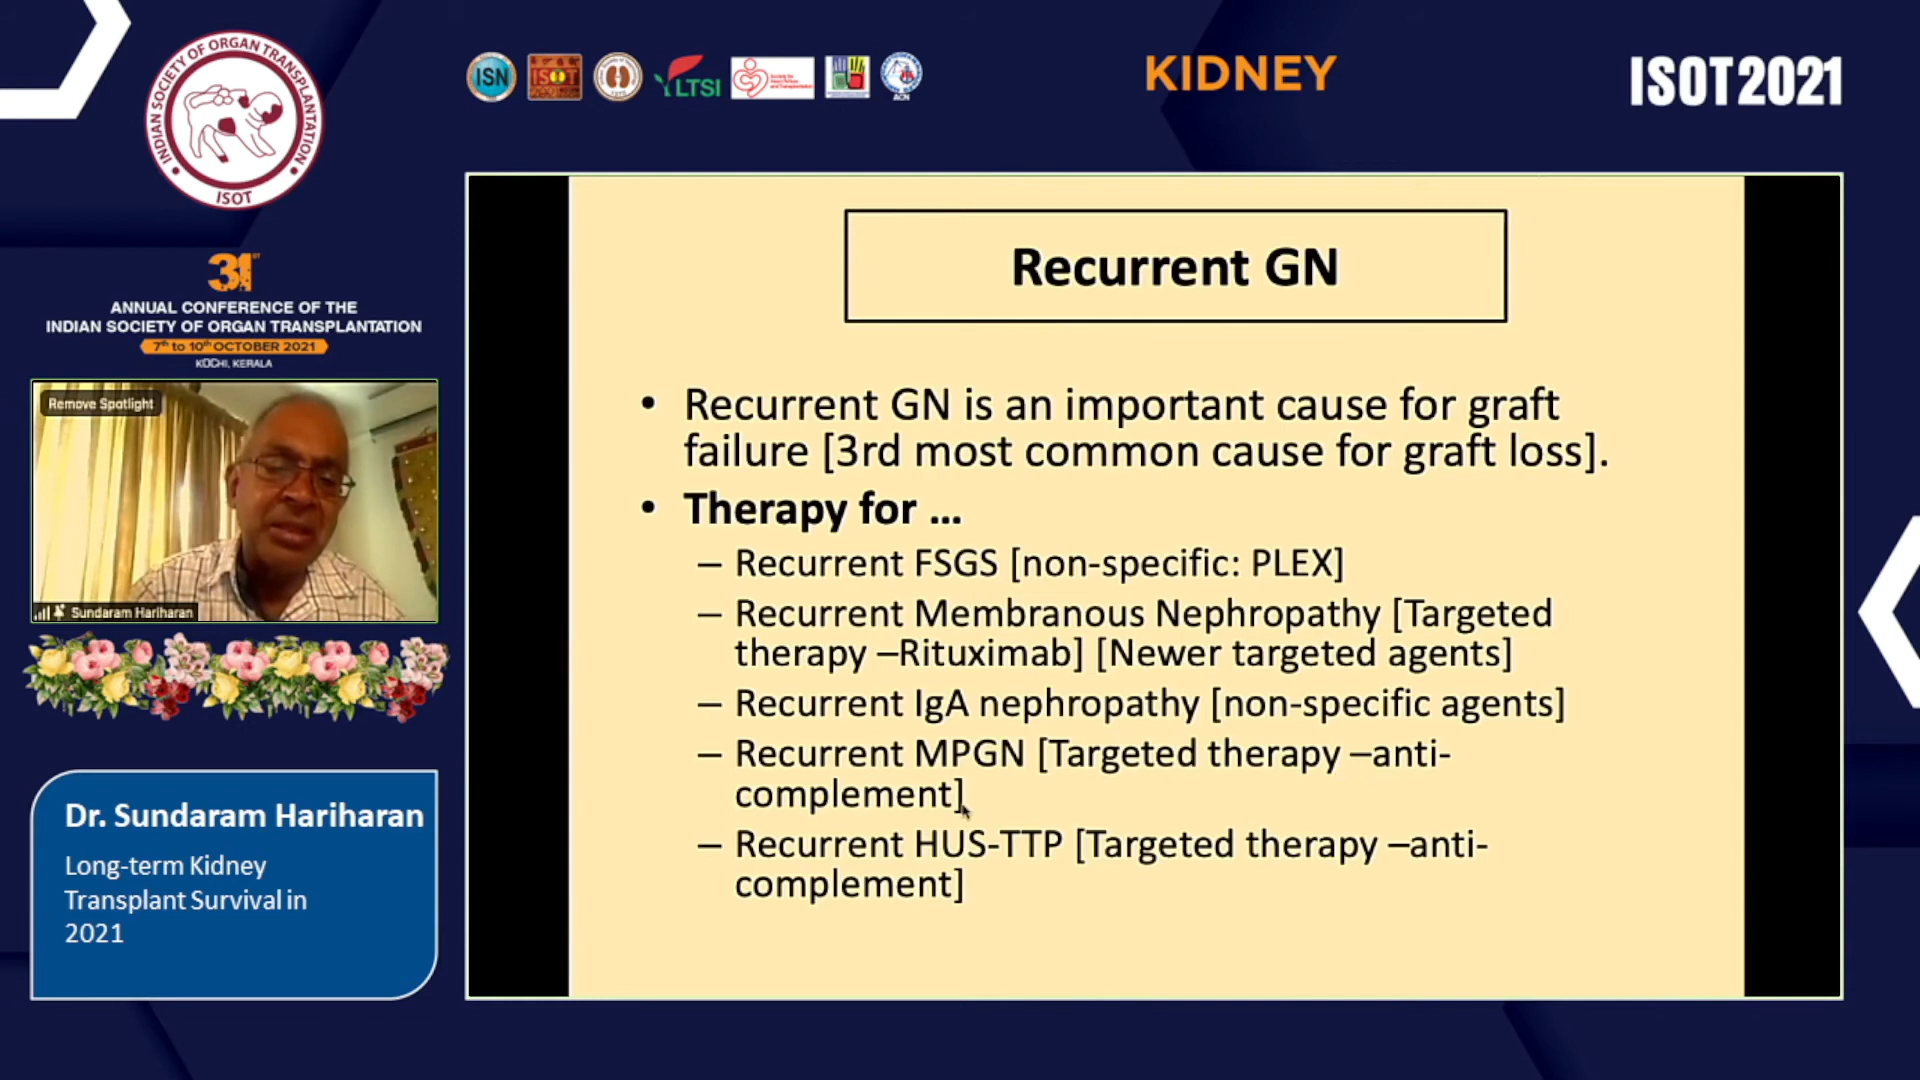 INDIAN SOCIETY OF ORGAN TRANSPLANTATION
ISOT
ISN
ISOT
LTSI
ACN
KIDNEY
ISOT2021
31ST
ANNUAL CONFERENCE OF THE
INDIAN SOCIETY OF ORGAN TRANSPLANTATION
7th to 10th OCTOBER 2021
KOCHI, KERALA
Remove Spotlight
Sundaram Hariharan
Dr. Sundaram Hariharan
Long-term Kidney
Transplant Survival in
2021
Recurrent GN
• Recurrent GN is an important cause for graft
failure [3rd most common cause for graft loss].
• Therapy for ...
– Recurrent FSGS [non-specific: PLEX]
– Recurrent Membranous Nephropathy [Targeted
therapy –Rituximab] [Newer targeted agents]
– Recurrent IgA nephropathy [non-specific agents]
– Recurrent MPGN [Targeted therapy –anti-
complement]
– Recurrent HUS-TTP [Targeted therapy –anti-
complement]